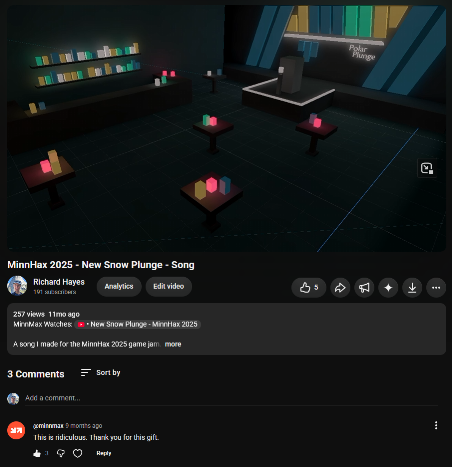 Polar
Plunge
MinnHax 2025 - New Snow Plunge - Song
Richard Hayes
191 subscribers
Analytics
Edit video
5
257 views 11mo ago
MinnMax Watches: • New Snow Plunge - MinnHax 2025
A song I made for the MinnHax 2025 game jam. ...more
3 Comments
Sort by
Add a comment...
@minnmax 9 months ago
This is ridiculous. Thank you for this gift.
3
Reply